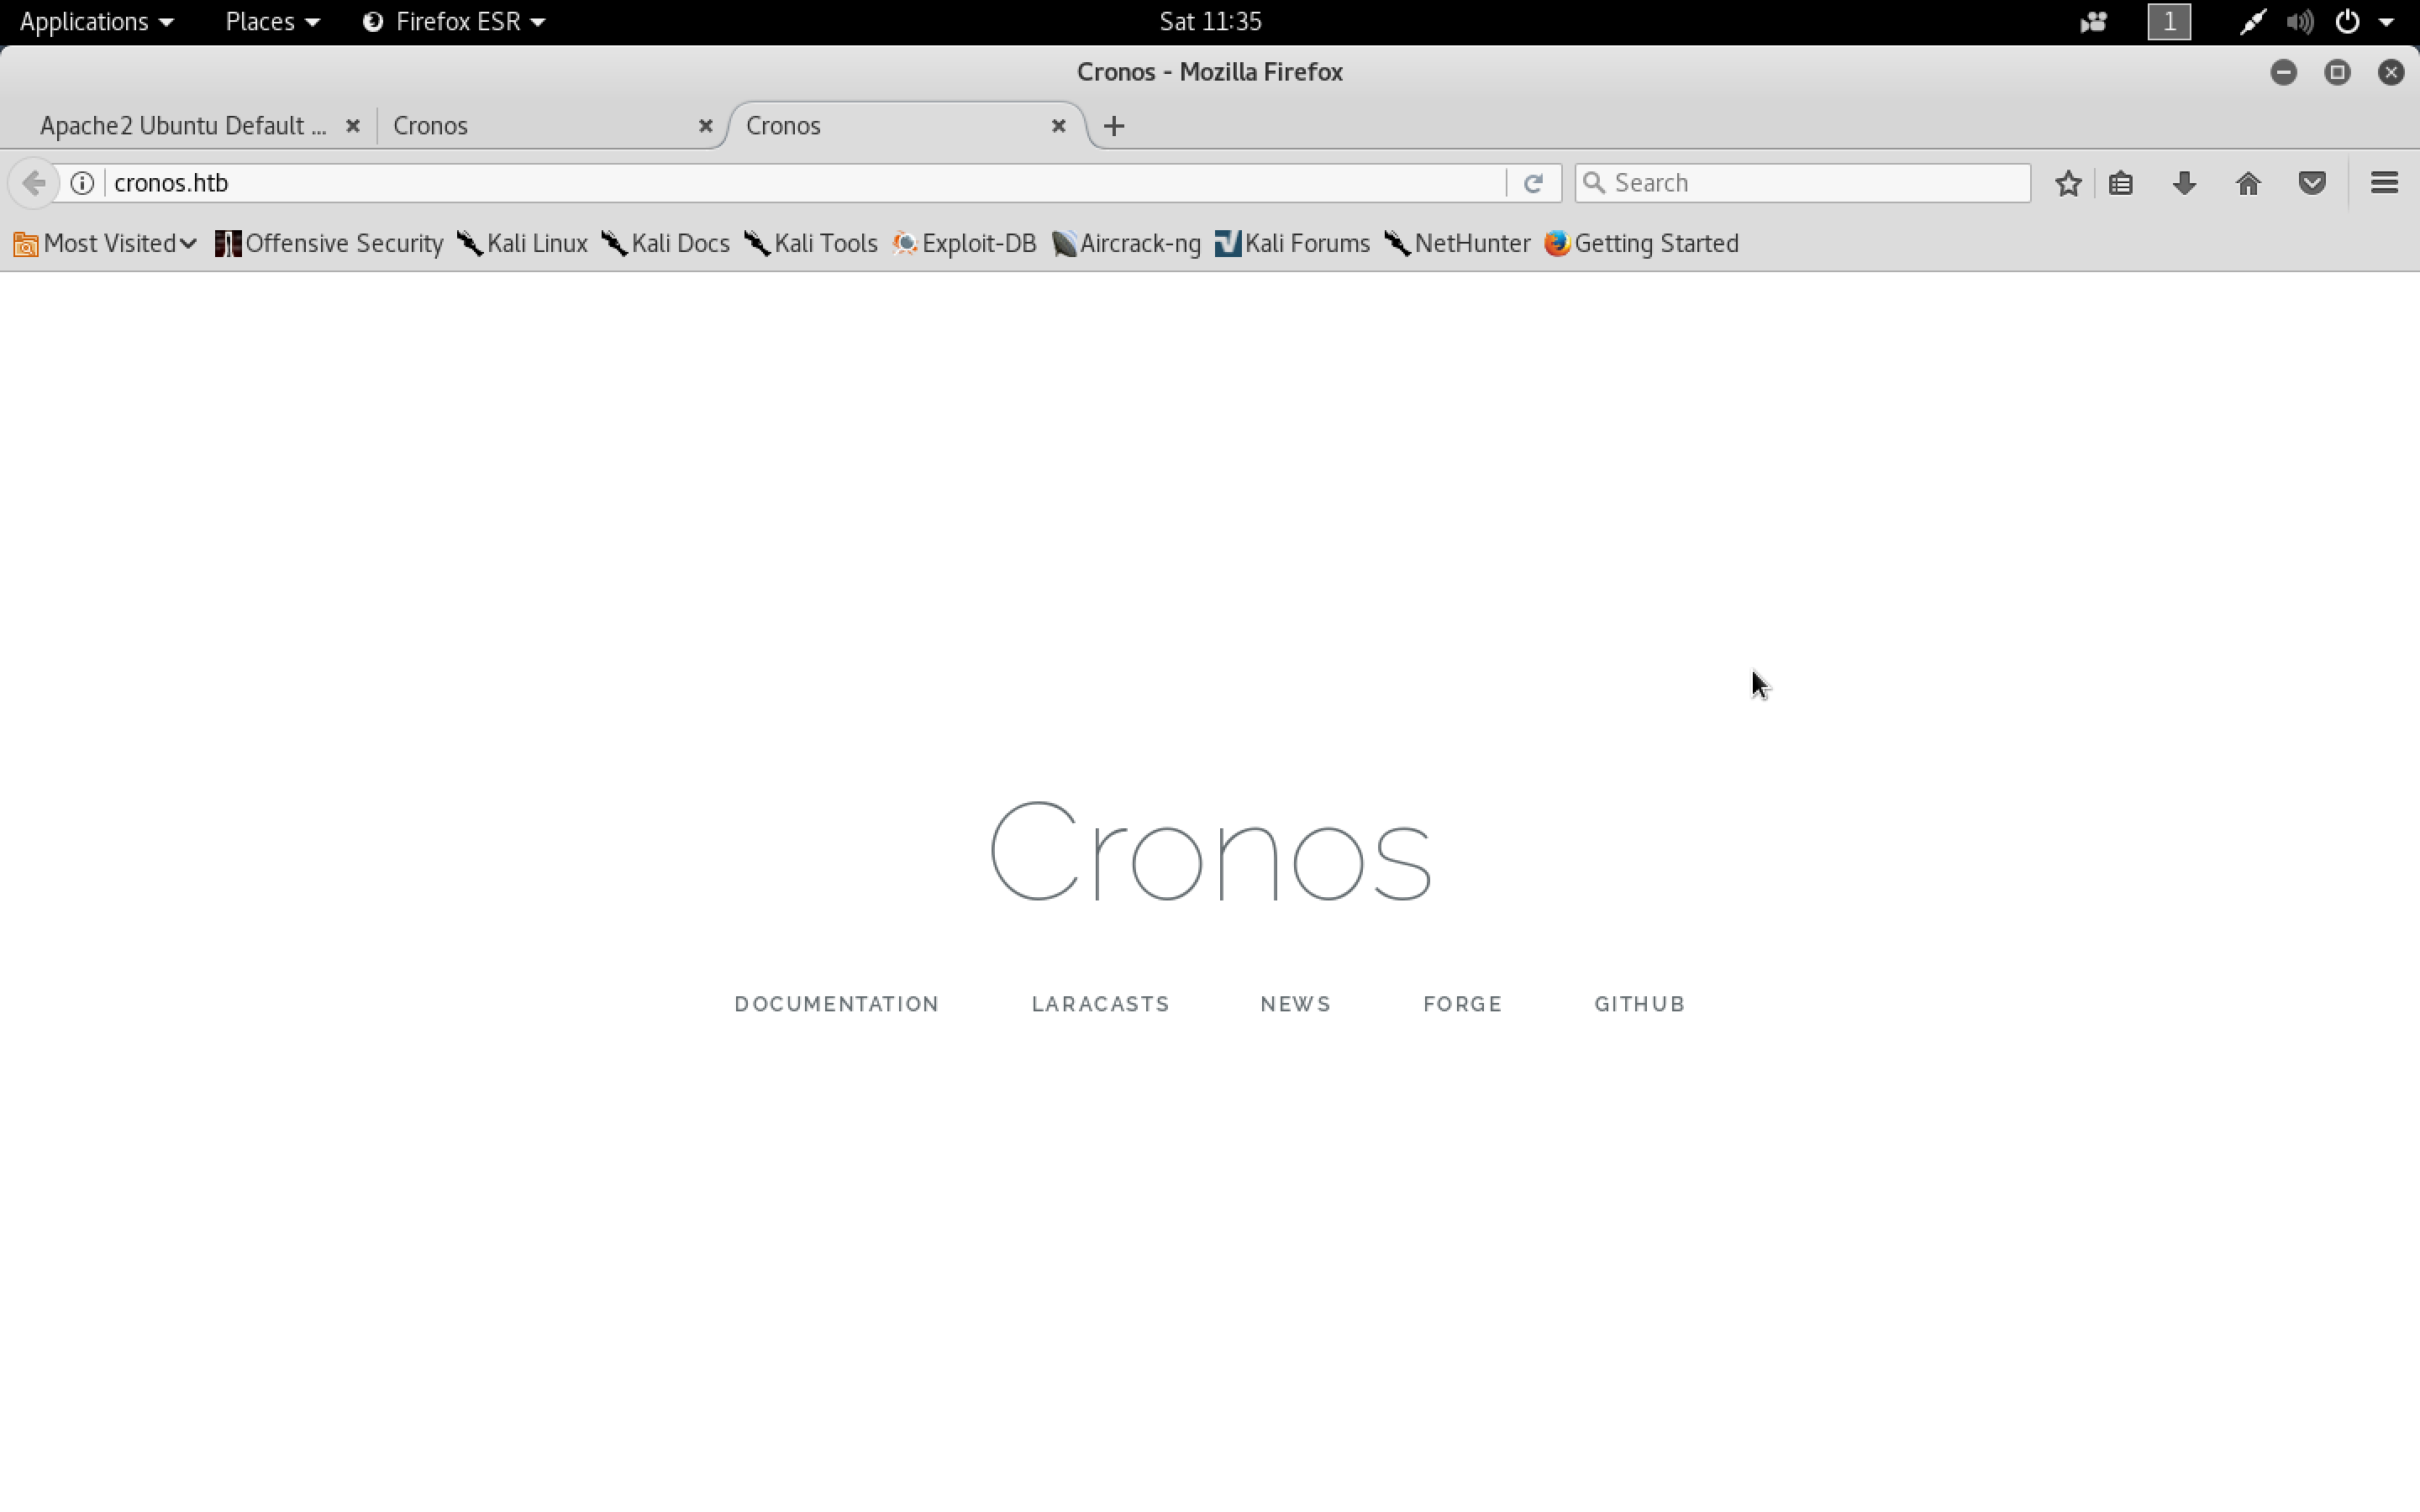 Applications Places Firefox ESR Sat 11:35 1
Cronos - Mozilla Firefox
Apache2 Ubuntu Default ... Cronos Cronos
cronos.htb Search
Most Visited Offensive Security Kali Linux Kali Docs Kali Tools Exploit-DB Aircrack-ng Kali Forums NetHunter Getting Started
Cronos
DOCUMENTATION LARACASTS NEWS FORGE GITHUB